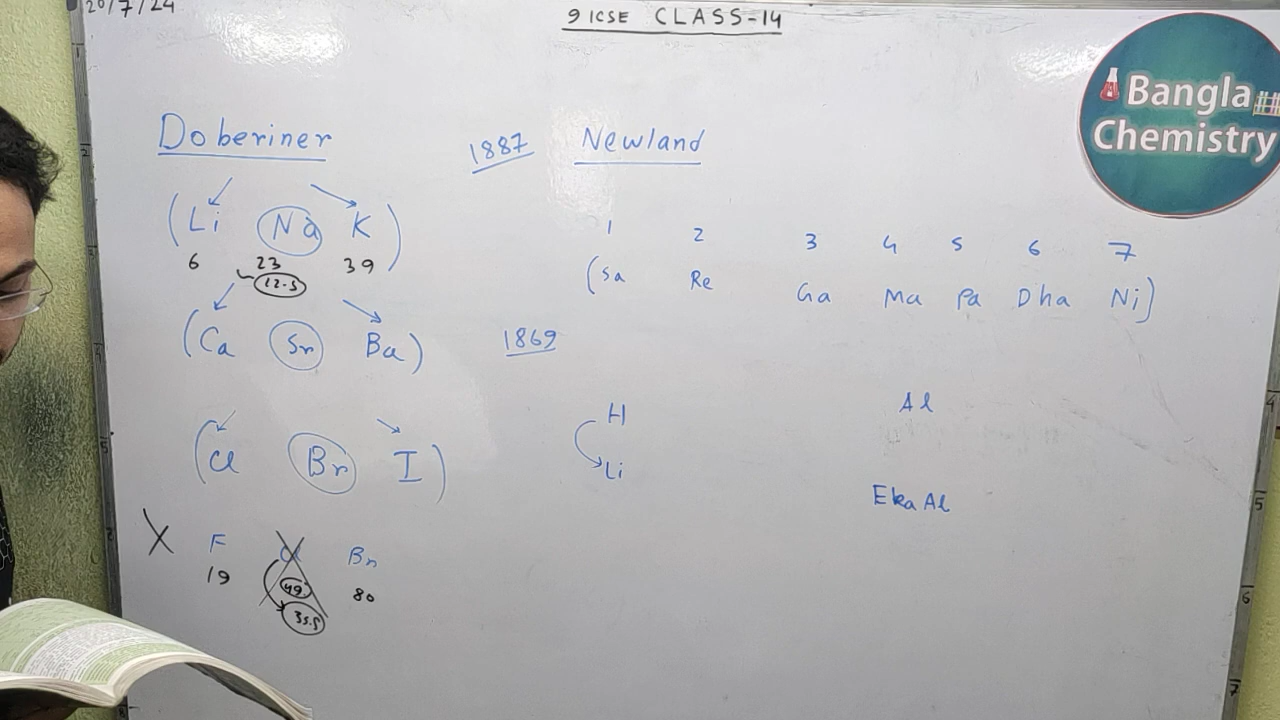 20/7/24
9 ICSE CLASS-14
Bangla
Chemistry
Doberiner
(Li Na K)
6 23 39
22.5
(Ca Sr Ba)
(Cl Br I)
X F Cl Br
19 49 80
35.5
1887 Newland
1 2 3 4 5 6 7
(Sa Re Ga Ma Pa Dha Ni)
1869
H Al
Li
Eka Al